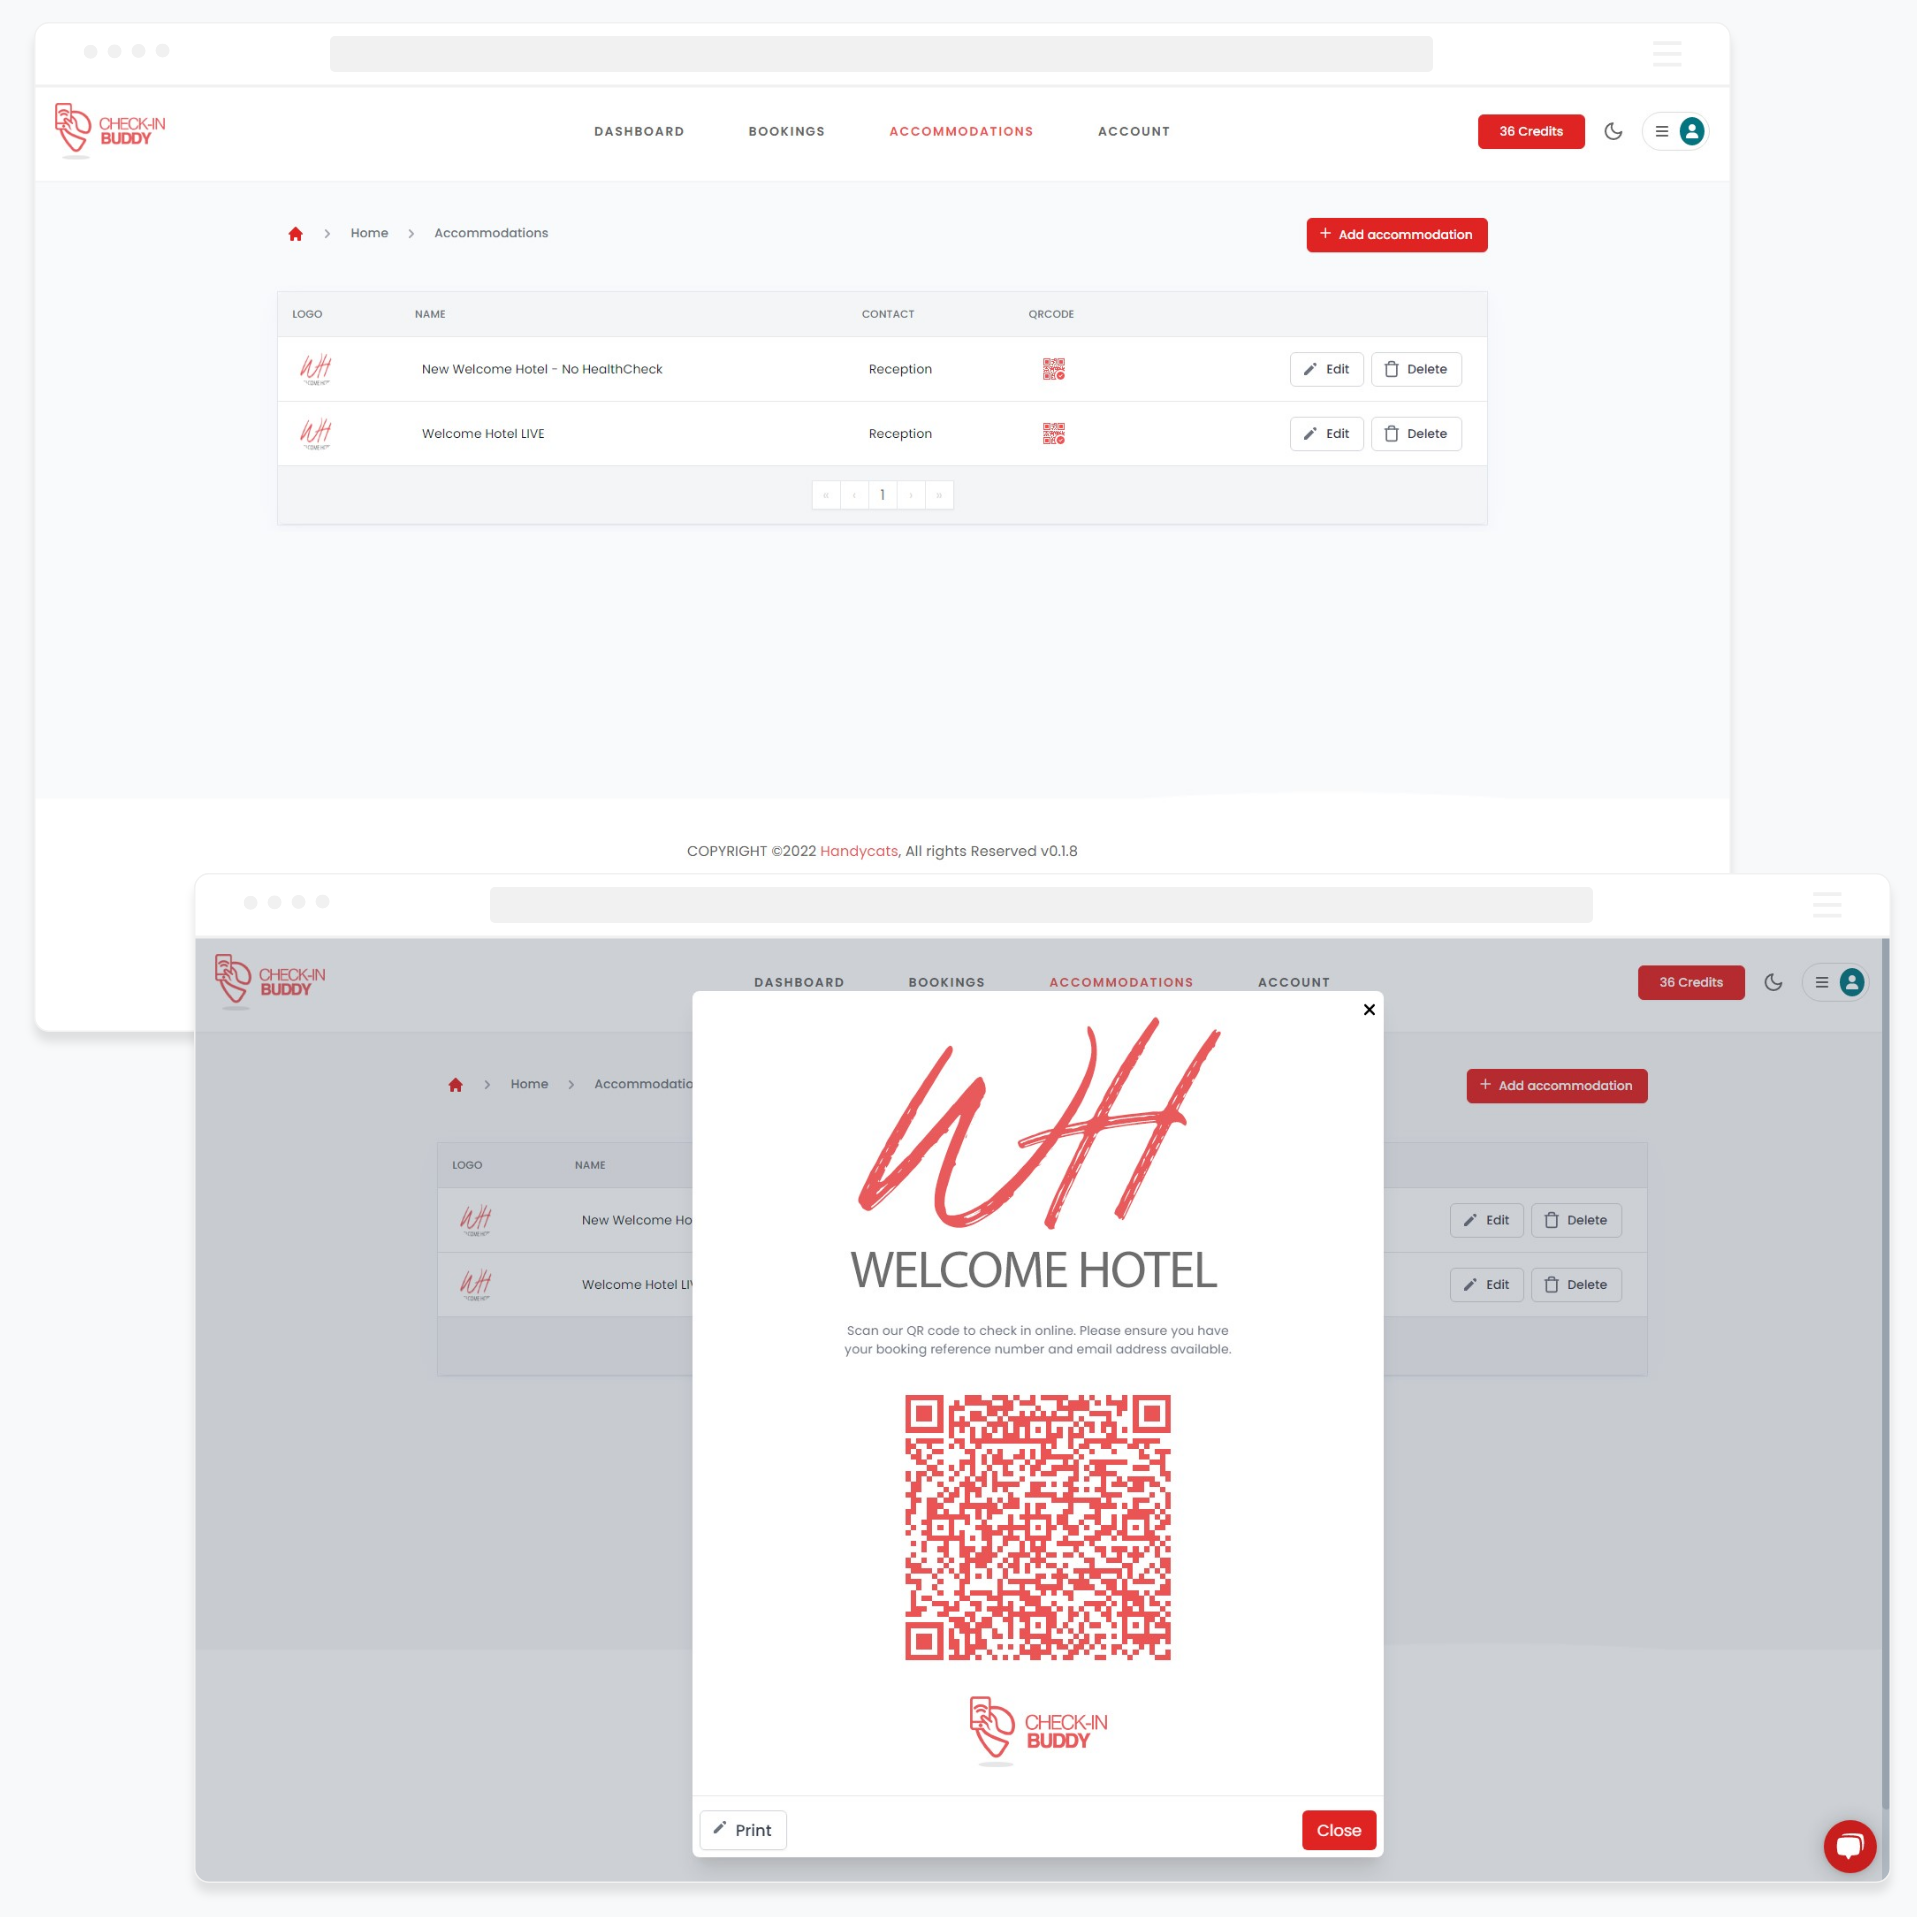 CHECK-IN
BUDDY
DASHBOARD BOOKINGS ACCOMMODATIONS ACCOUNT
36 Credits
Home Accommodations
+ Add accommodation
LOGO NAME CONTACT QRCODE
WH New Welcome Hotel - No HealthCheck Reception Edit Delete
WH Welcome Hotel LIVE Reception Edit Delete
« ‹ 1 › »
COPYRIGHT ©2022 Handycats, All rights Reserved v0.1.8
CHECK-IN
BUDDY
DASHBOARD BOOKINGS ACCOMMODATIONS ACCOUNT
36 Credits
Home Accommodatio
+ Add accommodation
LOGO NAME
WH New Welcome Ho Edit Delete
WH Welcome Hotel LIV Edit Delete
WH
WELCOME HOTEL
Scan our QR code to check in online. Please ensure you have
your booking reference number and email address available.
CHECK-IN
BUDDY
Print Close